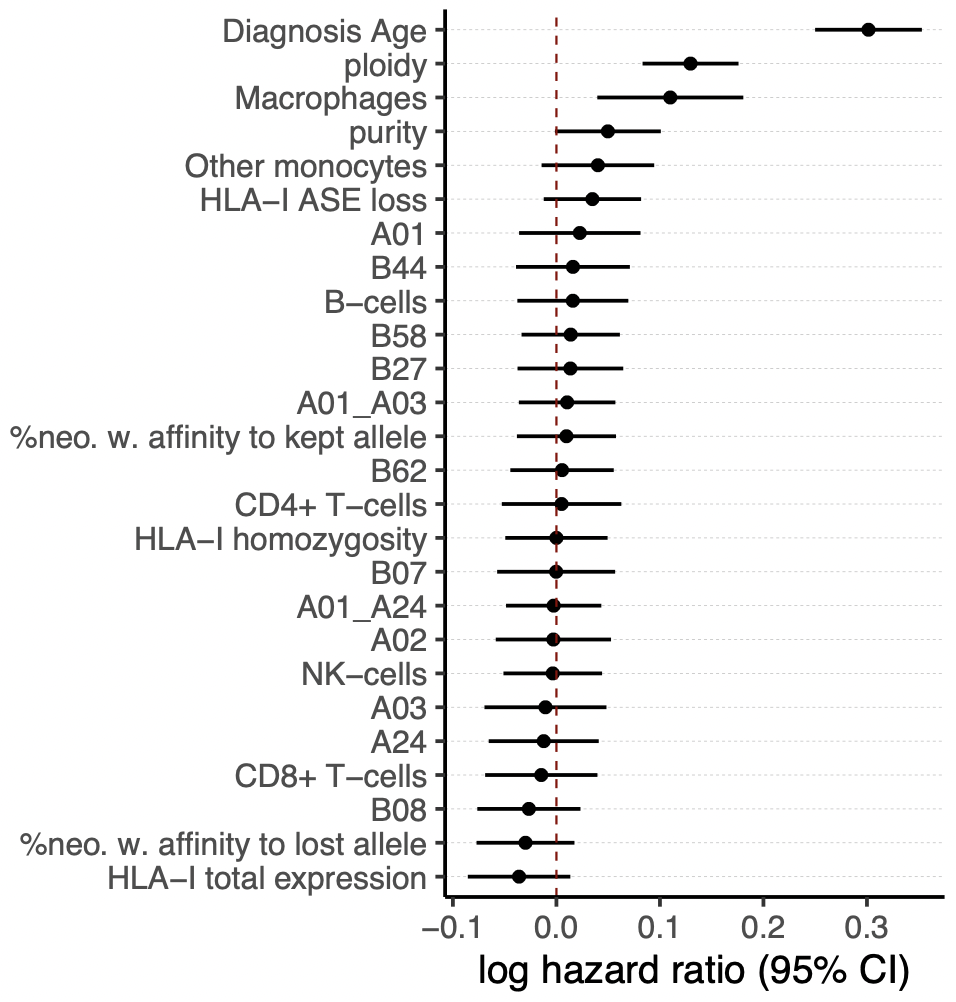 Diagnosis Age
ploidy
Macrophages
purity
Other monocytes
HLA−I ASE loss
A01
B44
B−cells
B58
B27
A01_A03
%neo. w. affinity to kept allele
B62
CD4+ T−cells
HLA−I homozygosity
B07
A01_A24
A02
NK−cells
A03
A24
CD8+ T−cells
B08
%neo. w. affinity to lost allele
HLA−I total expression
−0.1 0.0 0.1 0.2 0.3
log hazard ratio (95% CI)